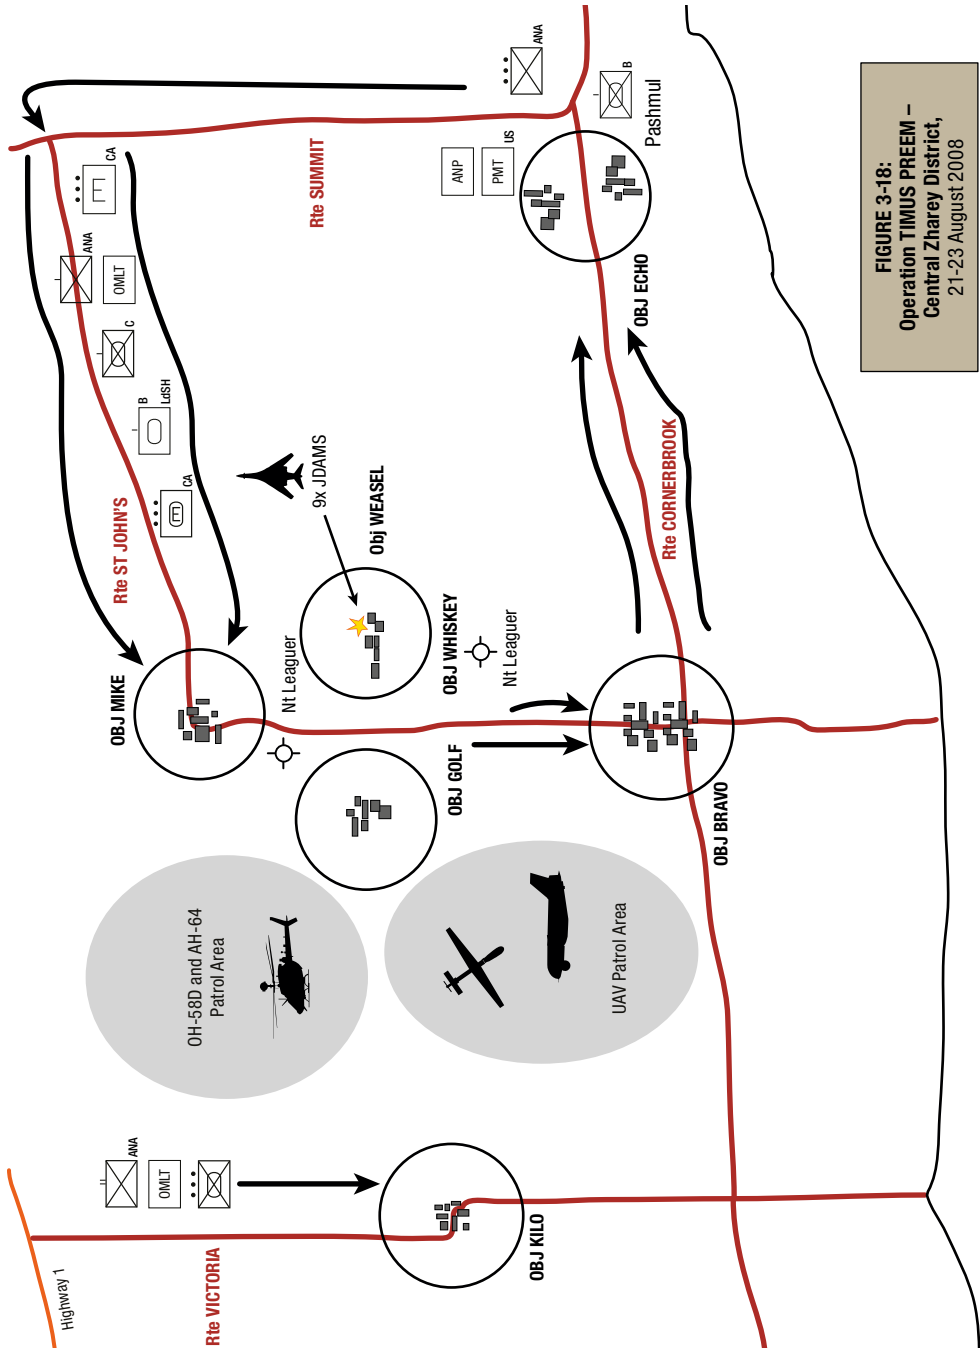 Highway 1
Rte VICTORIA
ANA
OMLT
OBJ KILO
OH-58D and AH-64
Patrol Area
UAV Patrol Area
OBJ MIKE
Nt Leaguer
OBJ GOLF
OBJ BRAVO
Rte ST JOHN'S
CA
B
LdSH
C
ANA
OMLT
CA
9x JDAMS
Obj WEASEL
OBJ WHISKEY
Nt Leaguer
Rte CORNERBROOK
Rte SUMMIT
ANP
PMT
US
OBJ ECHO
ANA
B
Pashmul
FIGURE 3-18:
Operation TIMUS PREEM –
Central Zharey District,
21-23 August 2008